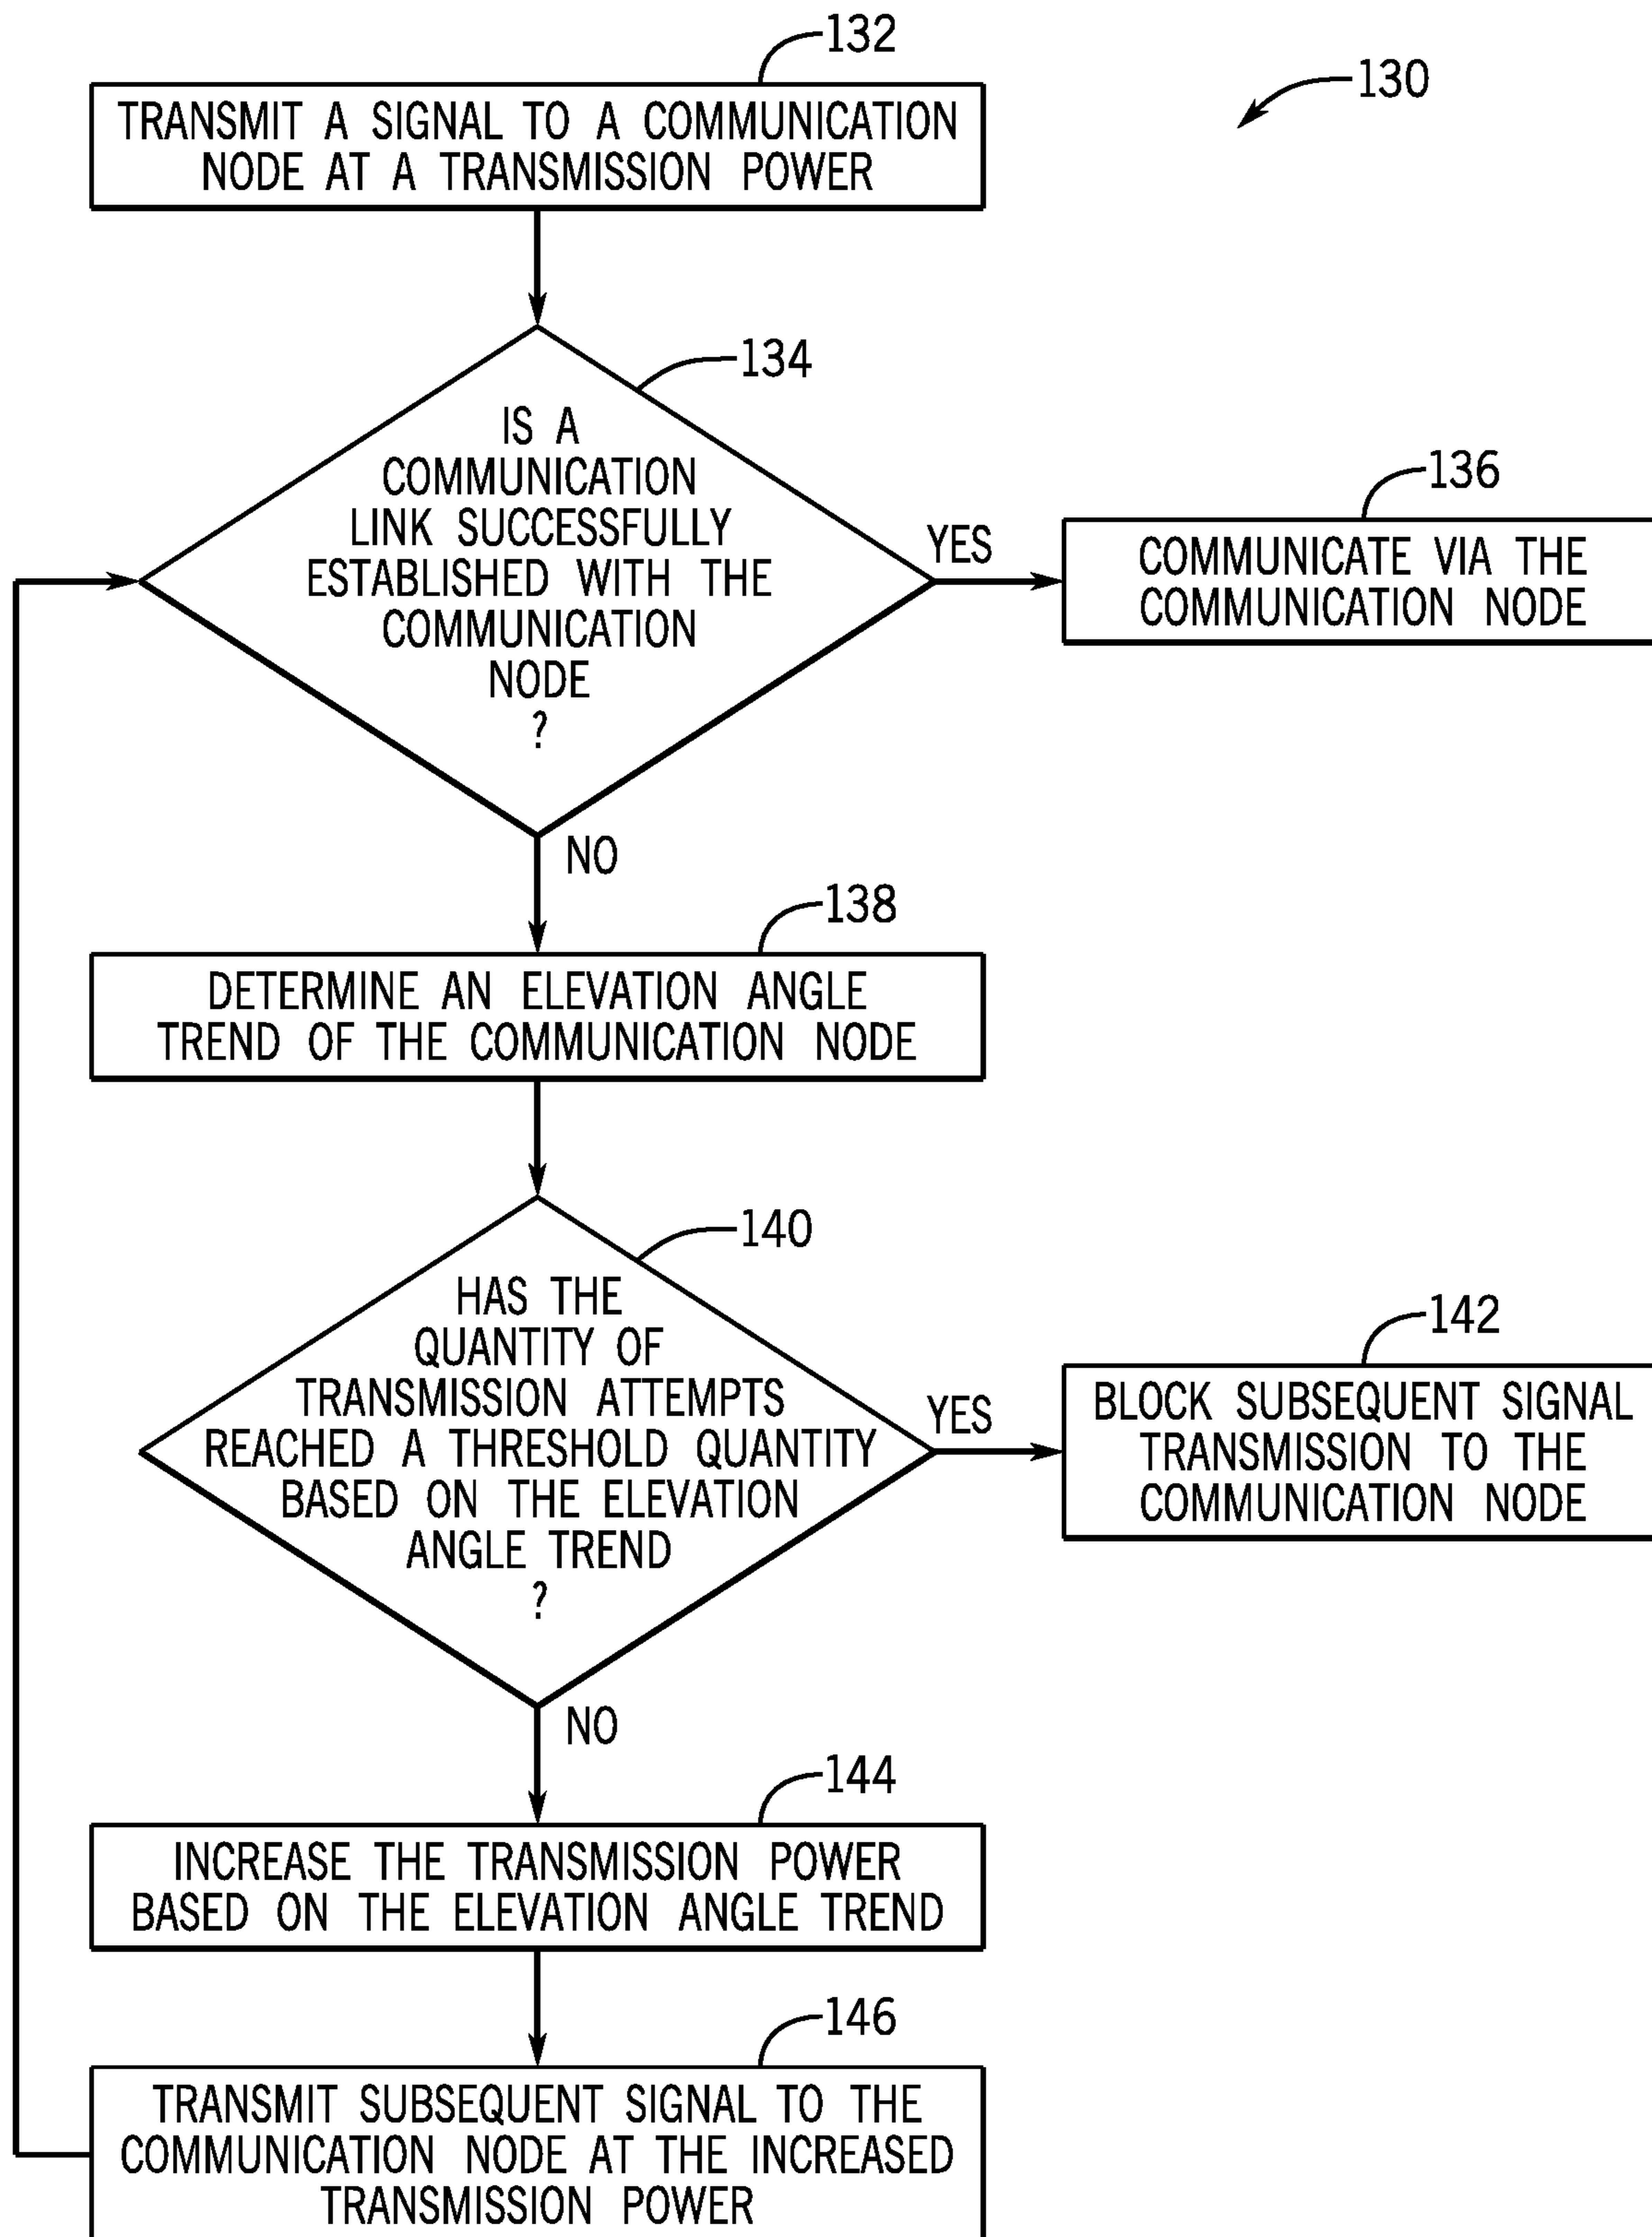 132
130
TRANSMIT A SIGNAL TO A COMMUNICATION
NODE AT A TRANSMISSION POWER
134
IS A
COMMUNICATION
LINK SUCCESSFULLY
ESTABLISHED WITH THE
COMMUNICATION
NODE
?
YES
136
COMMUNICATE VIA THE
COMMUNICATION NODE
NO
138
DETERMINE AN ELEVATION ANGLE
TREND OF THE COMMUNICATION NODE
140
HAS THE
QUANTITY OF
TRANSMISSION ATTEMPTS
REACHED A THRESHOLD QUANTITY
BASED ON THE ELEVATION
ANGLE TREND
?
YES
142
BLOCK SUBSEQUENT SIGNAL
TRANSMISSION TO THE
COMMUNICATION NODE
NO
144
INCREASE THE TRANSMISSION POWER
BASED ON THE ELEVATION ANGLE TREND
146
TRANSMIT SUBSEQUENT SIGNAL TO THE
COMMUNICATION NODE AT THE INCREASED
TRANSMISSION POWER